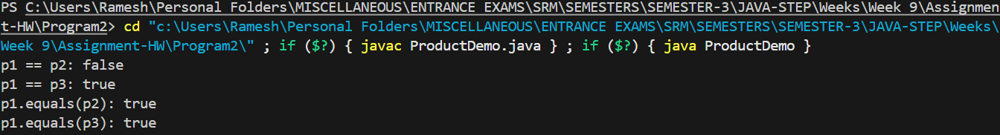 PS C:\Users\Ramesh\Personal Folders\MISCELLANEOUS\ENTRANCE EXAMS\SRM\SEMESTERS\SEMESTER-3\JAVA-STEP\Weeks\Week 9\Assignmen
t-HW\Program2> cd "c:\Users\Ramesh\Personal Folders\MISCELLANEOUS\ENTRANCE EXAMS\SRM\SEMESTERS\SEMESTER-3\JAVA-STEP\Weeks\
Week 9\Assignment-HW\Program2\" ; if ($?) { javac ProductDemo.java } ; if ($?) { java ProductDemo }
p1 == p2: false
p1 == p3: true
p1.equals(p2): true
p1.equals(p3): true